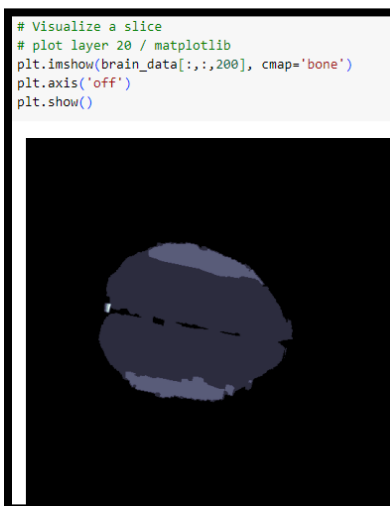 # Visualize a slice
# plot layer 20 / matplotlib
plt.imshow(brain_data[:,:,200], cmap='bone')
plt.axis('off')
plt.show()